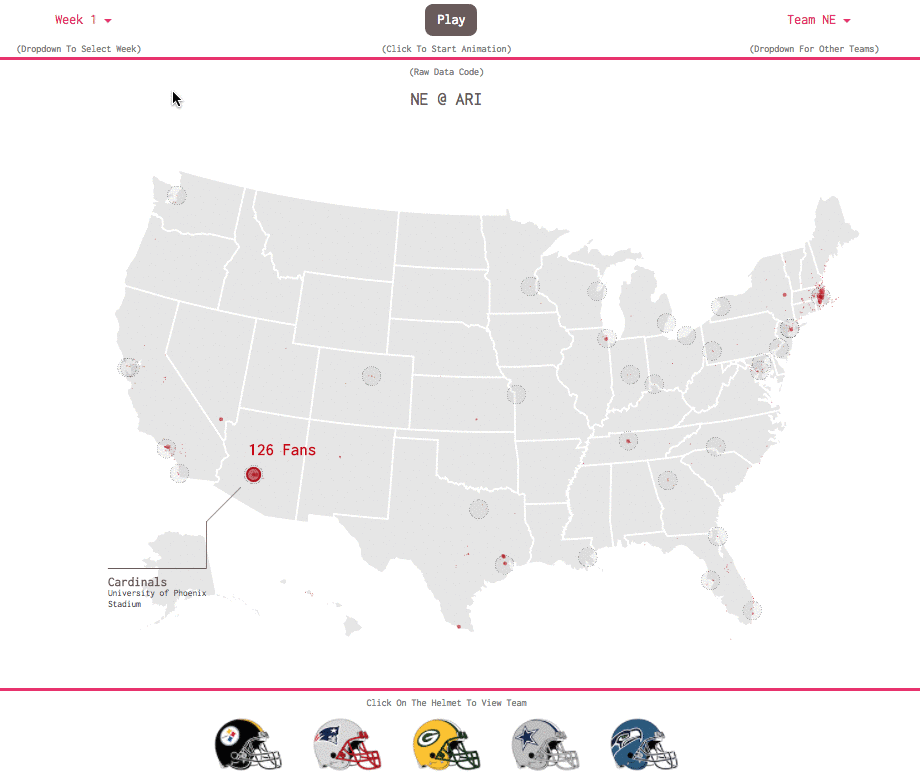 Week 1
Play
Team NE
(Dropdown To Select Week)
(Click To Start Animation)
(Dropdown For Other Teams)
(Raw Data Code)
NE @ ARI
126 Fans
Cardinals
University of Phoenix
Stadium
Click On The Helmet To View Team